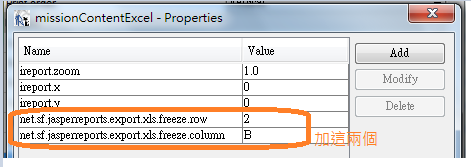 missionContentExcel - Properties
Name Value
Add
ireport.zoom 1.0
Modify
ireport.x 0
ireport.y 0
Delete
net.sf.jasperreports.export.xls.freeze.row 2
net.sf.jasperreports.export.xls.freeze.column B
加這兩個